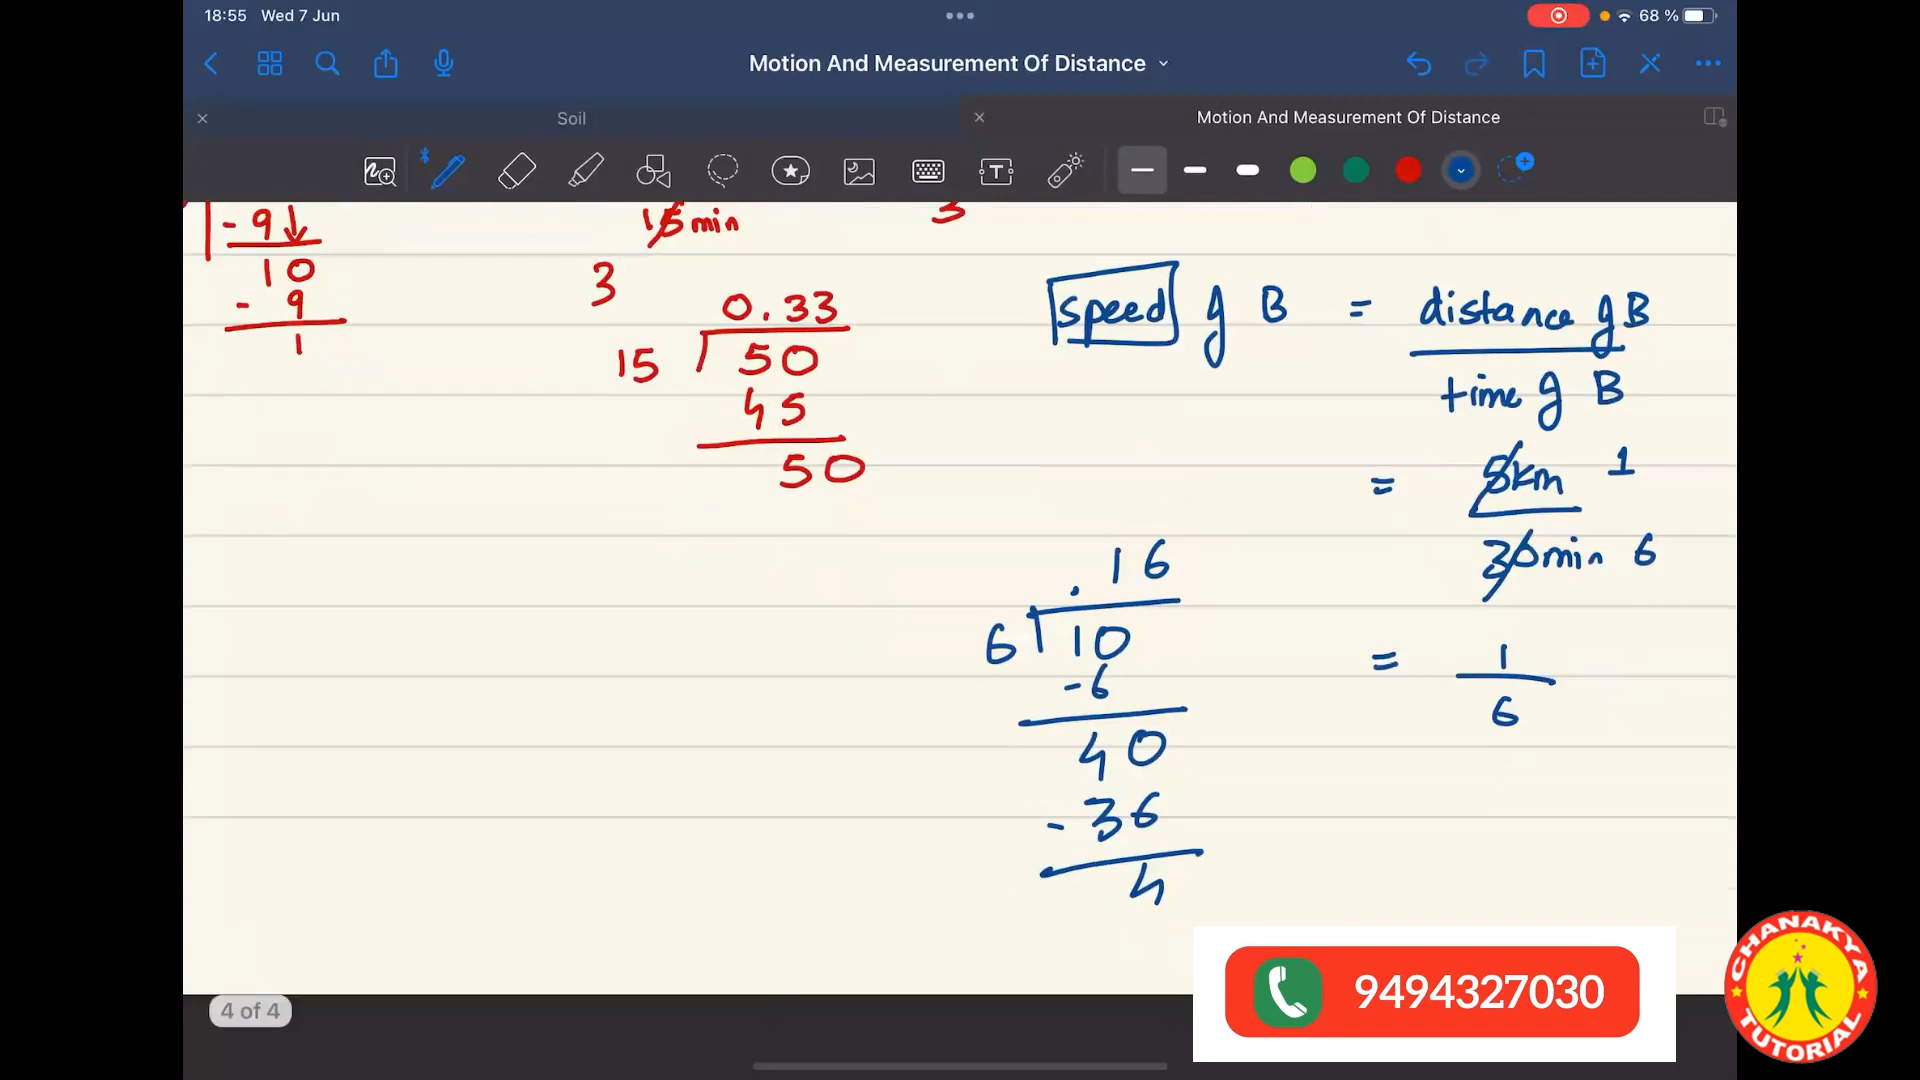 18:55 Wed 7 Jun
68 %
Motion And Measurement Of Distance
Soil
Motion And Measurement Of Distance
- 9
10
- 9
1
15 min
3
3
0.33
15 50
45
50
speed of B = distance of B
time of B
= 5km 1
30min 6
= 1
6
.16
6 10
-6
40
-36
4
4 of 4
9494327030
CHANAKYA
TUTORIAL